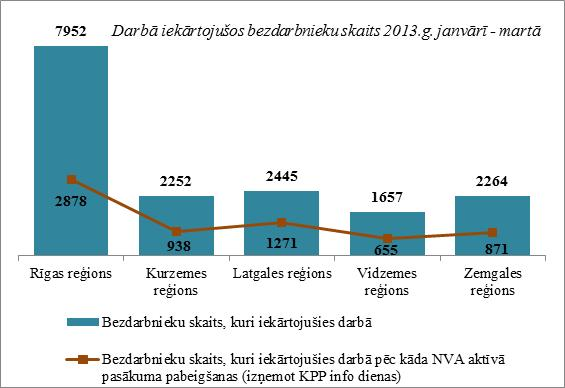 Darbā iekārtojušos bezdarbnieku skaits 2013.g. janvārī - martā
7952
2252
2445
1657
2264
2878
938
1271
655
871
Rīgas reģions
Kurzemes reģions
Latgales reģions
Vidzemes reģions
Zemgales reģions
Bezdarbnieku skaits, kuri iekārtojušies darbā
Bezdarbnieku skaits, kuri iekārtojušies darbā pēc kāda NVA aktīvā
pasākuma pabeigšanas (izņemot KPP info dienas)